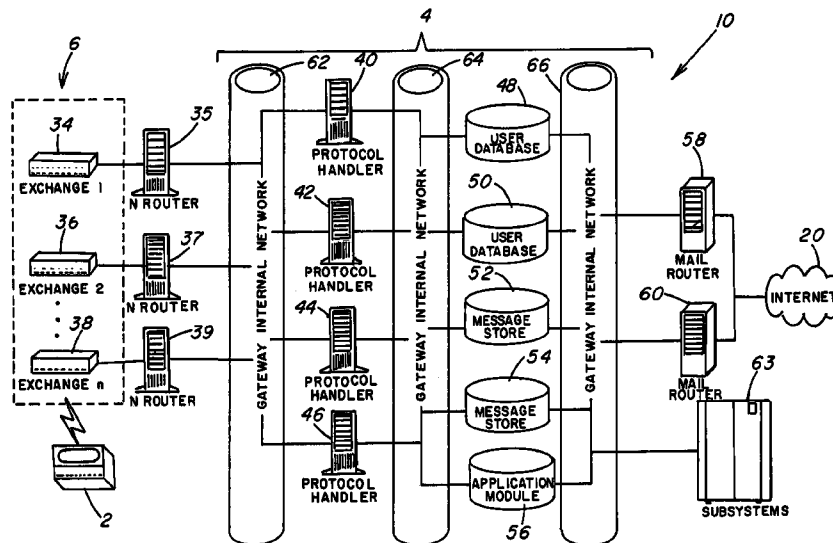 4
10
6
62
40
64
66
48
34
35
EXCHANGE 1
N ROUTER
PROTOCOL
HANDLER
USER
DATABASE
58
36
37
EXCHANGE 2
N ROUTER
42
PROTOCOL
HANDLER
50
USER
DATABASE
MAIL
ROUTER
20
INTERNET
38
39
EXCHANGE n
N ROUTER
44
PROTOCOL
HANDLER
52
MESSAGE
STORE
60
MAIL
ROUTER
2
46
PROTOCOL
HANDLER
54
MESSAGE
STORE
APPLICATION
MODULE
56
63
SUBSYSTEMS
GATEWAY INTERNAL NETWORK
GATEWAY INTERNAL NETWORK
GATEWAY INTERNAL NETWORK